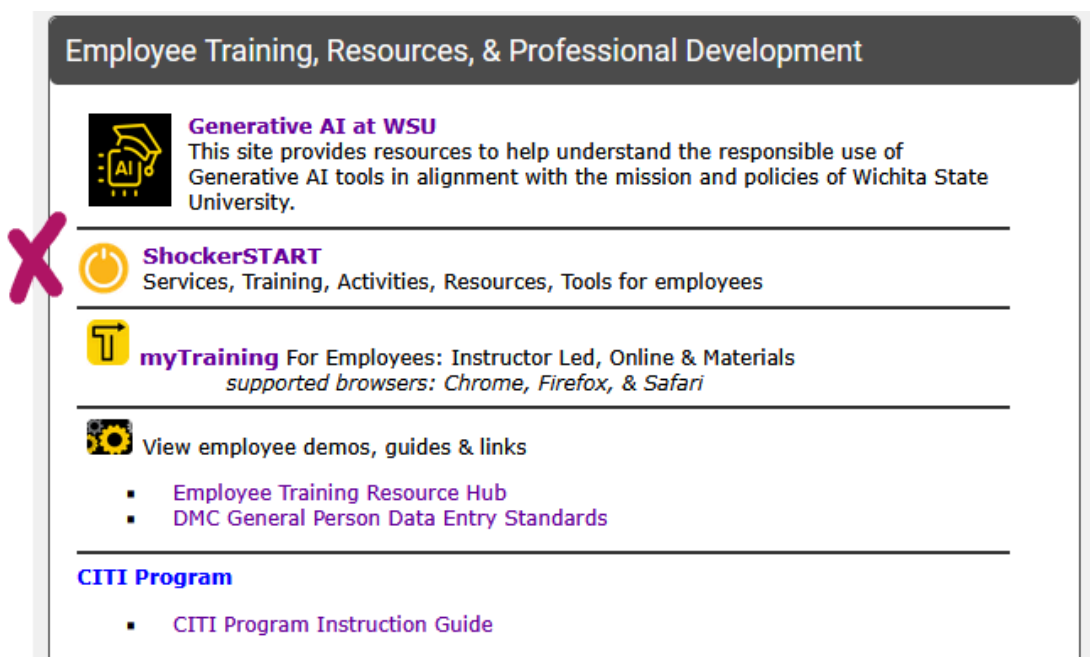 Employee Training, Resources, & Professional Development
Generative AI at WSU
This site provides resources to help understand the responsible use of
Generative AI tools in alignment with the mission and policies of Wichita State
University.
AI
ShockerSTART
Services, Training, Activities, Resources, Tools for employees
T
myTraining For Employees: Instructor Led, Online & Materials
supported browsers: Chrome, Firefox, & Safari
View employee demos, guides & links
▪ Employee Training Resource Hub
▪ DMC General Person Data Entry Standards
CITI Program
▪ CITI Program Instruction Guide